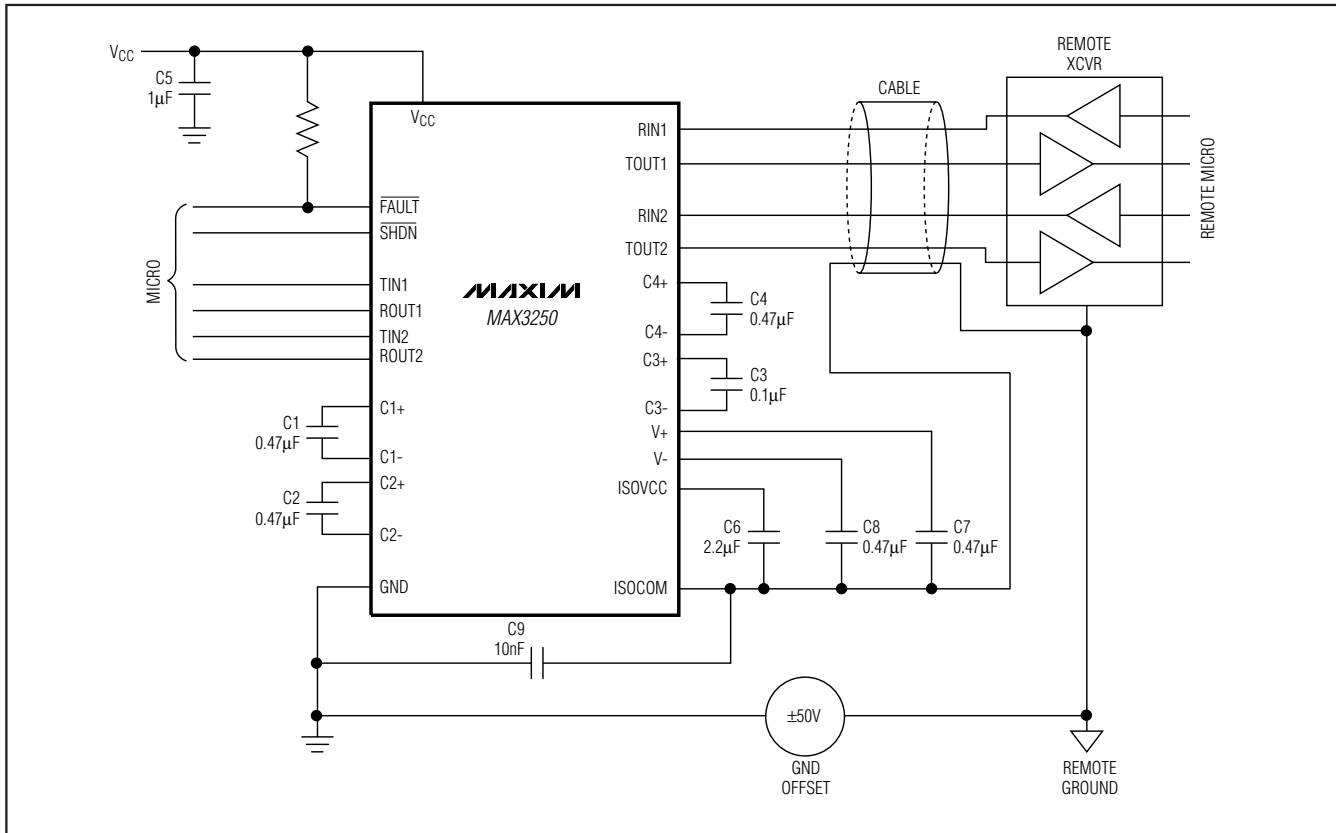 VCC
C5
1µF
VCC
FAULT
SHDN
TIN1
ROUT1
TIN2
ROUT2
MICRO
C1+
C1
0.47µF
C1-
C2+
C2
0.47µF
C2-
GND
MAXIM
MAX3250
RIN1
TOUT1
RIN2
TOUT2
C4+
C4
0.47µF
C4-
C3+
C3
0.1µF
C3-
V+
V-
ISOVCC
C6
2.2µF
C8
0.47µF
C7
0.47µF
ISOCOM
C9
10nF
CABLE
REMOTE
XCVR
REMOTE MICRO
±50V
GND
OFFSET
REMOTE
GROUND